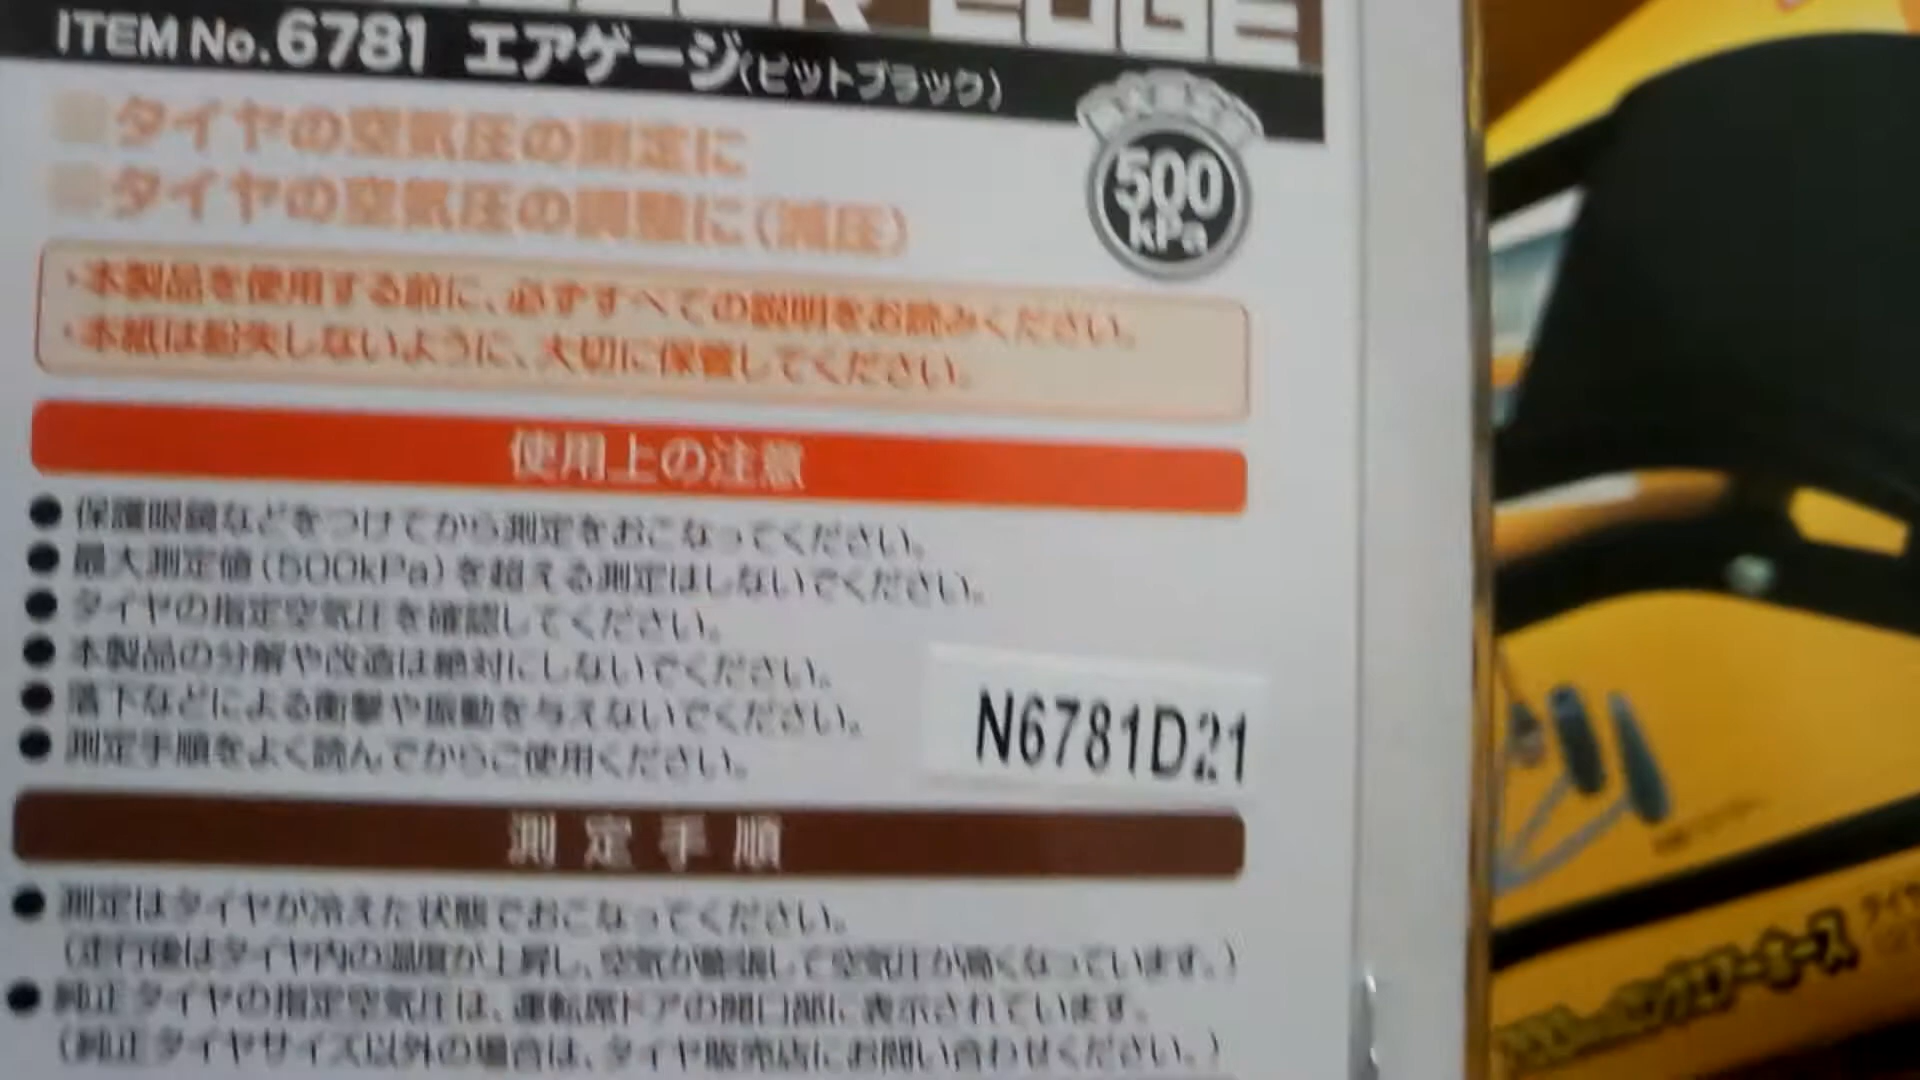 EDGE
ITEM No.6781 エアゲージ(ピットブラック)
500
kPa
タイヤの空気圧の測定に
タイヤの空気圧の調整に(減圧)
・本製品を使用する前に、必ずすべての説明をお読みください。
・本紙は紛失しないように、大切に保管してください。
使用上の注意
● 保護眼鏡などをつけてから測定をおこなってください。
● 最大測定値(500kPa)を超える測定はしないでください。
● タイヤの指定空気圧を確認してください。
● 本製品の分解や改造は絶対にしないでください。
● 落下などによる衝撃や振動を与えないでください。
● 測定手順をよく読んでからご使用ください。
N6781D21
測定手順
● 測定はタイヤが冷えた状態でおこなってください。
(走行後はタイヤ内の温度が上昇し、空気が膨張して空気圧が高くなっています。)
● 純正タイヤの指定空気圧は、運転席ドアの開口部に表示されています。
(純正タイヤサイズ以外の場合は、タイヤ販売店にお問い合わせください。)
エアーホース